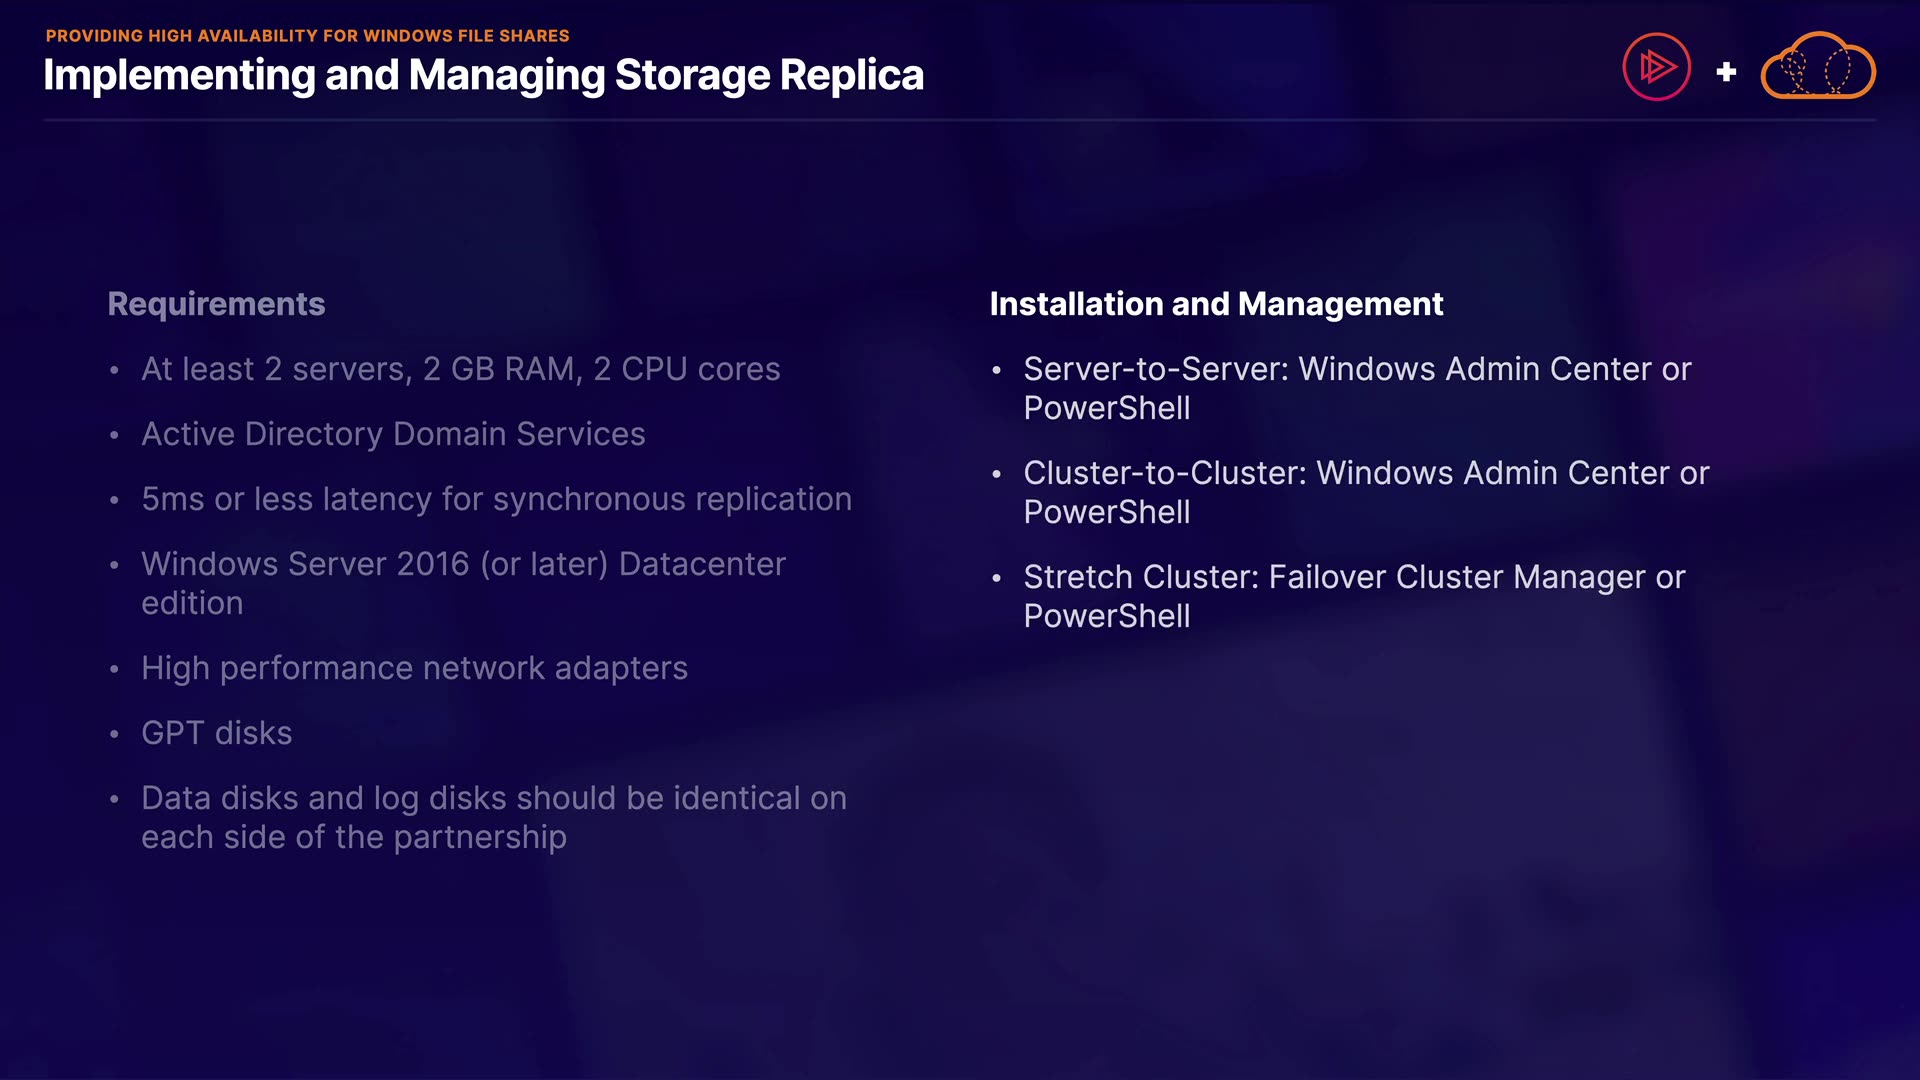 PROVIDING HIGH AVAILABILITY FOR WINDOWS FILE SHARES
Implementing and Managing Storage Replica
+
Requirements
• At least 2 servers, 2 GB RAM, 2 CPU cores
• Active Directory Domain Services
• 5ms or less latency for synchronous replication
• Windows Server 2016 (or later) Datacenter
edition
• High performance network adapters
• GPT disks
• Data disks and log disks should be identical on
each side of the partnership
Installation and Management
• Server-to-Server: Windows Admin Center or
PowerShell
• Cluster-to-Cluster: Windows Admin Center or
PowerShell
• Stretch Cluster: Failover Cluster Manager or
PowerShell